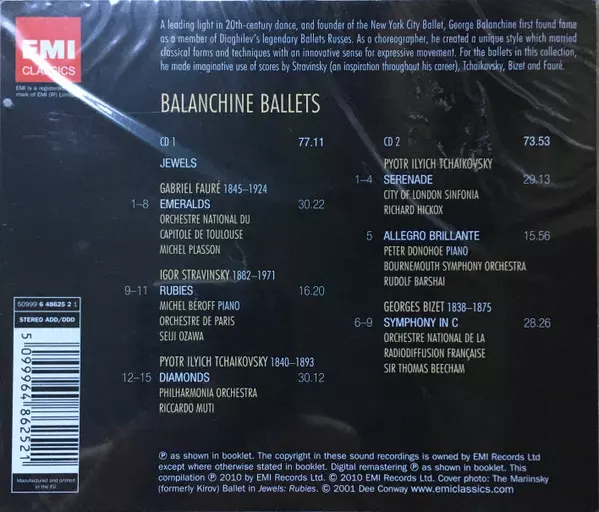 EMI
CLASSICS
EMI is a registered
mark of EMI (IP) Limited
A leading light in 20th-century dance, and founder of the New York City Ballet, George Balanchine first found fame
as a member of Diaghilev's legendary Ballets Russes. As a choreographer, he created a unique style which married
classical forms and techniques with an innovative sense for expressive movement. For the ballets in this collection,
he made imaginative use of scores by Stravinsky (an inspiration throughout his career), Tchaikovsky, Bizet and Fauré.
BALANCHINE BALLETS
CD 1 77.11
JEWELS
GABRIEL FAURÉ 1845–1924
1–8 EMERALDS 30.22
ORCHESTRE NATIONAL DU
CAPITOLE DE TOULOUSE
MICHEL PLASSON
IGOR STRAVINSKY 1882–1971
9–11 RUBIES 16.20
MICHEL BÉROFF PIANO
ORCHESTRE DE PARIS
SEIJI OZAWA
PYOTR ILYICH TCHAIKOVSKY 1840–1893
12–15 DIAMONDS 30.12
PHILHARMONIA ORCHESTRA
RICCARDO MUTI
CD 2 73.53
PYOTR ILYICH TCHAIKOVSKY
1–4 SERENADE 29.13
CITY OF LONDON SINFONIA
RICHARD HICKOX
5 ALLEGRO BRILLANTE 15.56
PETER DONOHOE PIANO
BOURNEMOUTH SYMPHONY ORCHESTRA
RUDOLF BARSHAI
GEORGES BIZET 1838–1875
6–9 SYMPHONY IN C 28.26
ORCHESTRE NATIONAL DE LA
RADIODIFFUSION FRANÇAISE
SIR THOMAS BEECHAM
50999 6 48625 2 1
STEREO ADD/DDD
5 099964 862521
Manufactured and printed
in the EU
℗ as shown in booklet. The copyright in these sound recordings is owned by EMI Records Ltd
except where otherwise stated in booklet. Digital remastering ℗ as shown in booklet. This
compilation ℗ 2010 by EMI Records Ltd. © 2010 EMI Records Ltd. Cover photo: The Mariinsky
(formerly Kirov) Ballet in Jewels: Rubies. © 2001 Dee Conway www.emiclassics.com